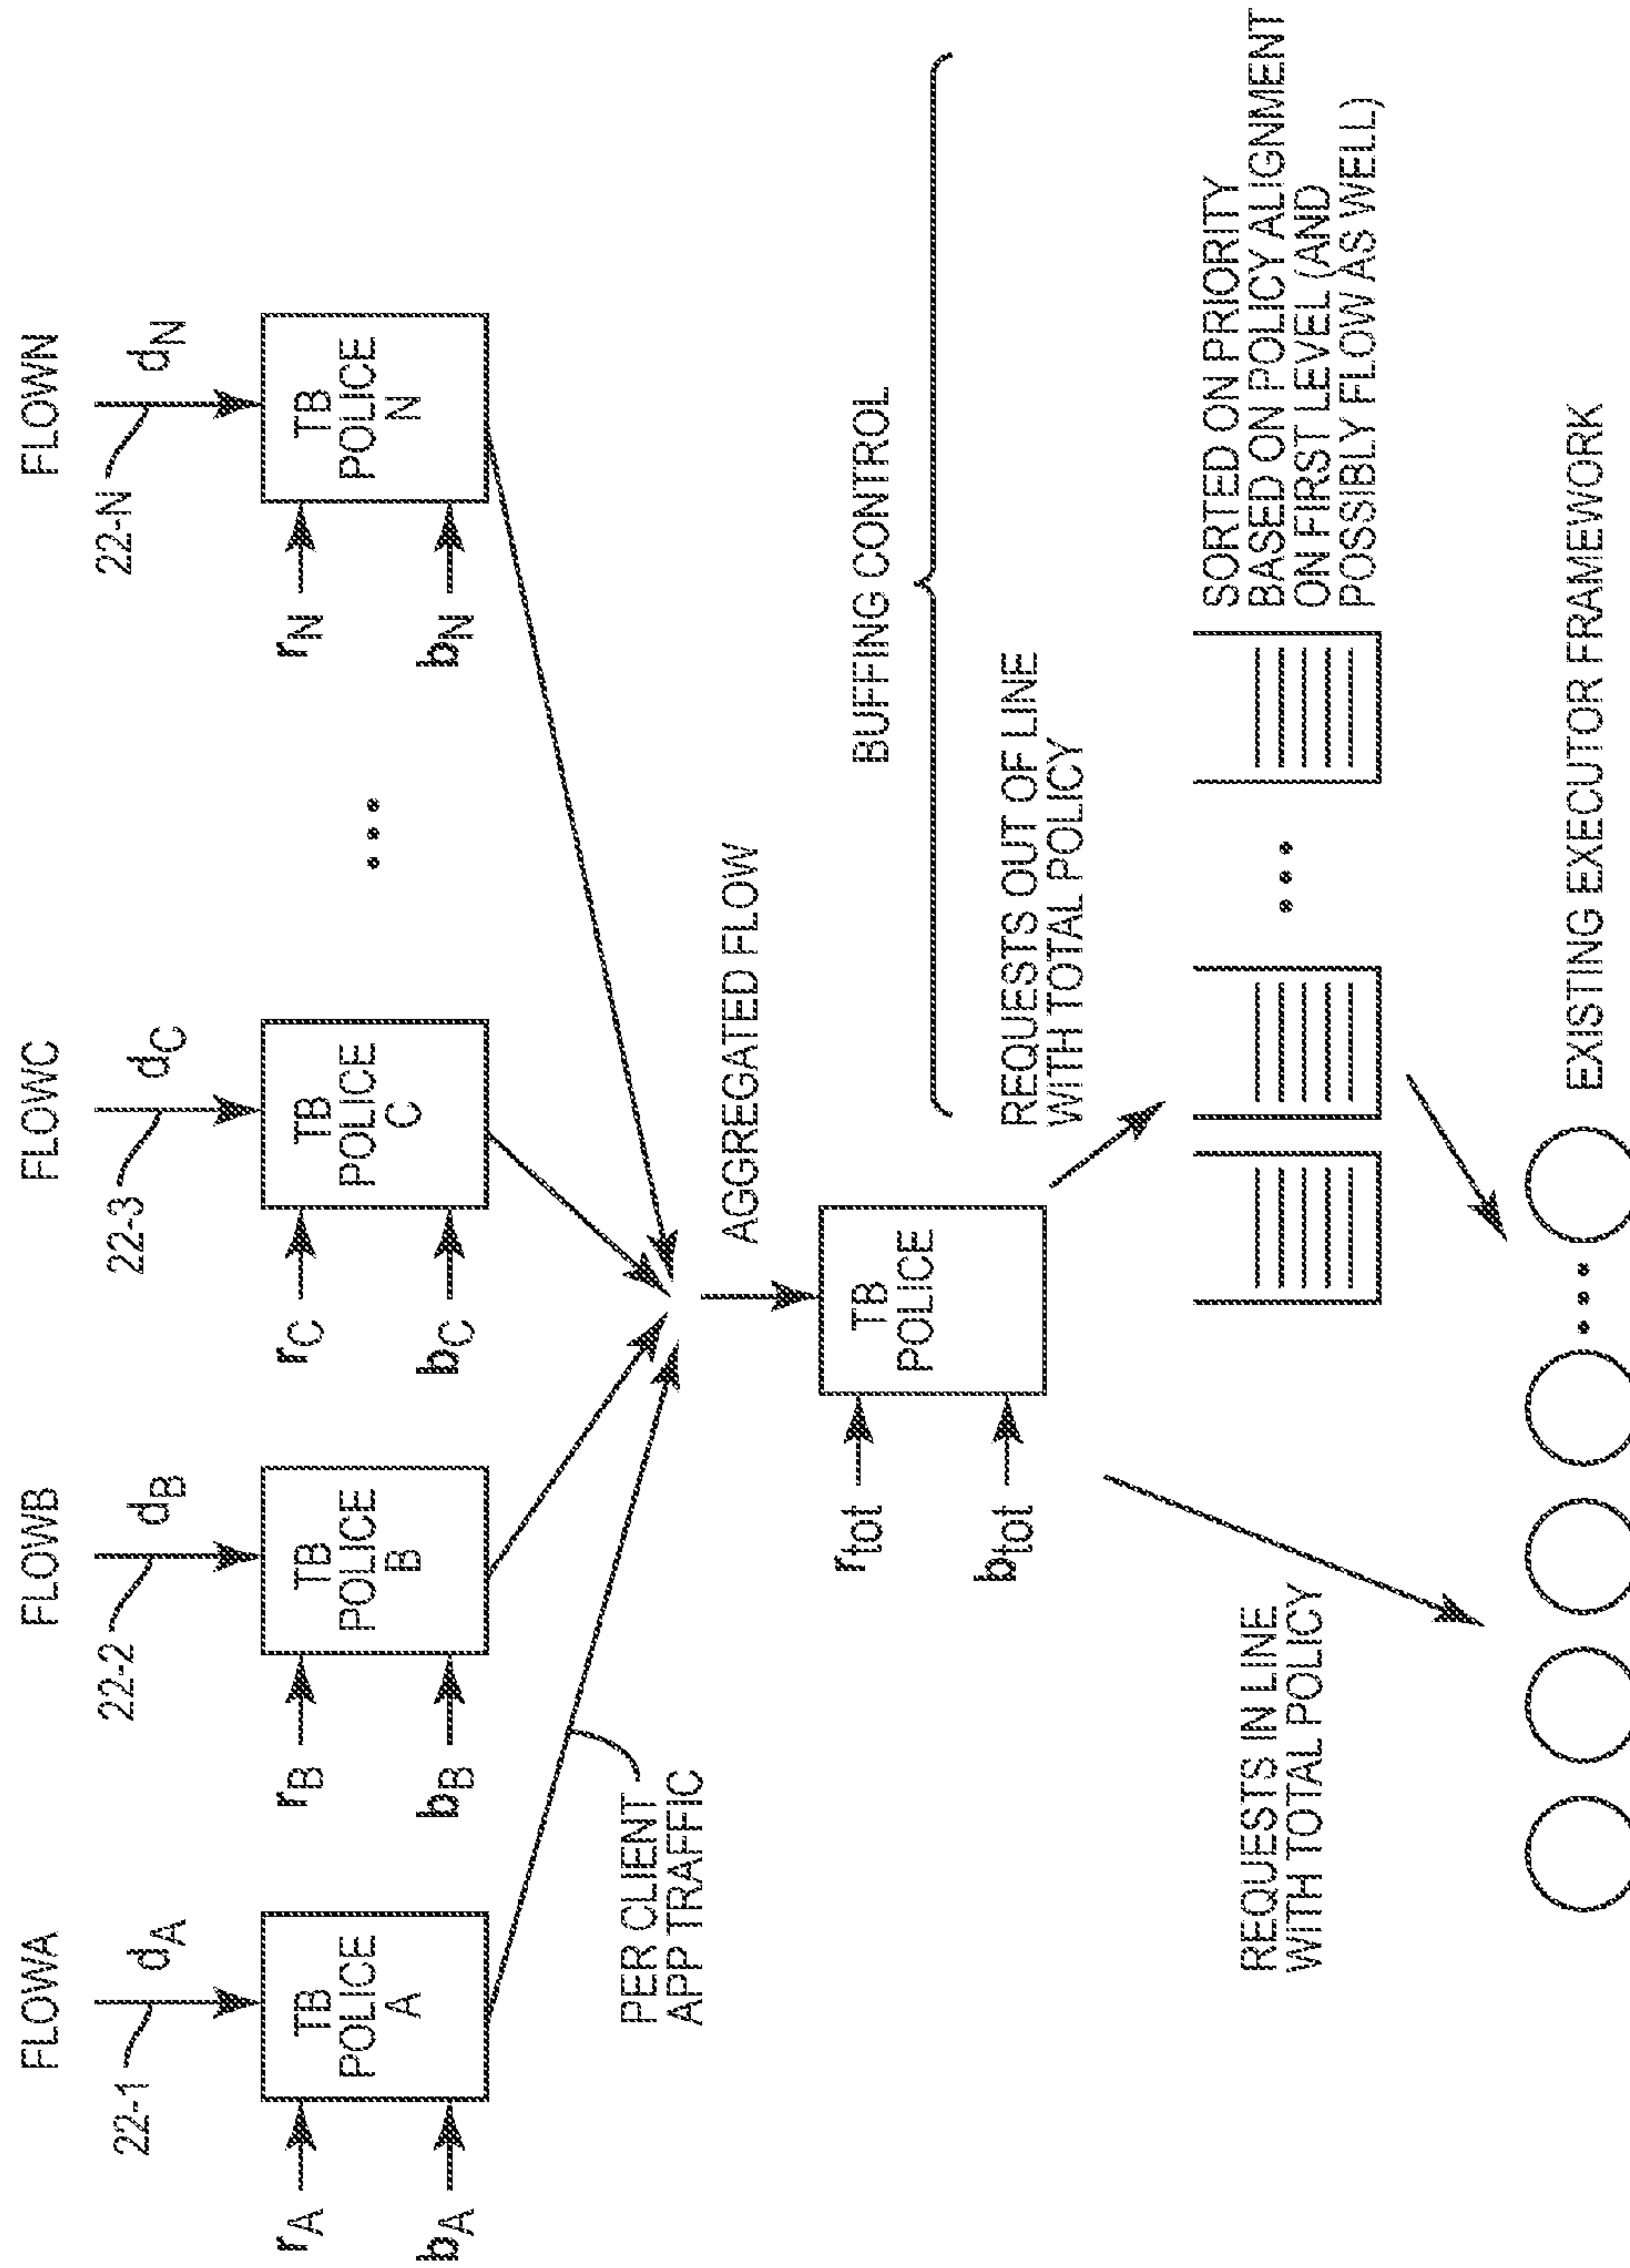 FLOWA
FLOWB
FLOWC
FLOWN
22-1
dA
22-2
dB
22-3
dC
22-N
dN
rA
TB
POLICE
A
bA
rB
TB
POLICE
B
bB
rC
TB
POLICE
C
bC
rN
TB
POLICE
N
bN
PER CLIENT
APP TRAFFIC
AGGREGATED FLOW
rtot
btot
TB
POLICE
BUFFING CONTROL
REQUESTS OUT OF LINE
WITH TOTAL POLICY
REQUESTS IN LINE
WITH TOTAL POLICY
SORTED ON PRIORITY
BASED ON POLICY ALIGNMENT
ON FIRST LEVEL (AND
POSSIBLY FLOW AS WELL)
EXISTING EXECUTOR FRAMEWORK